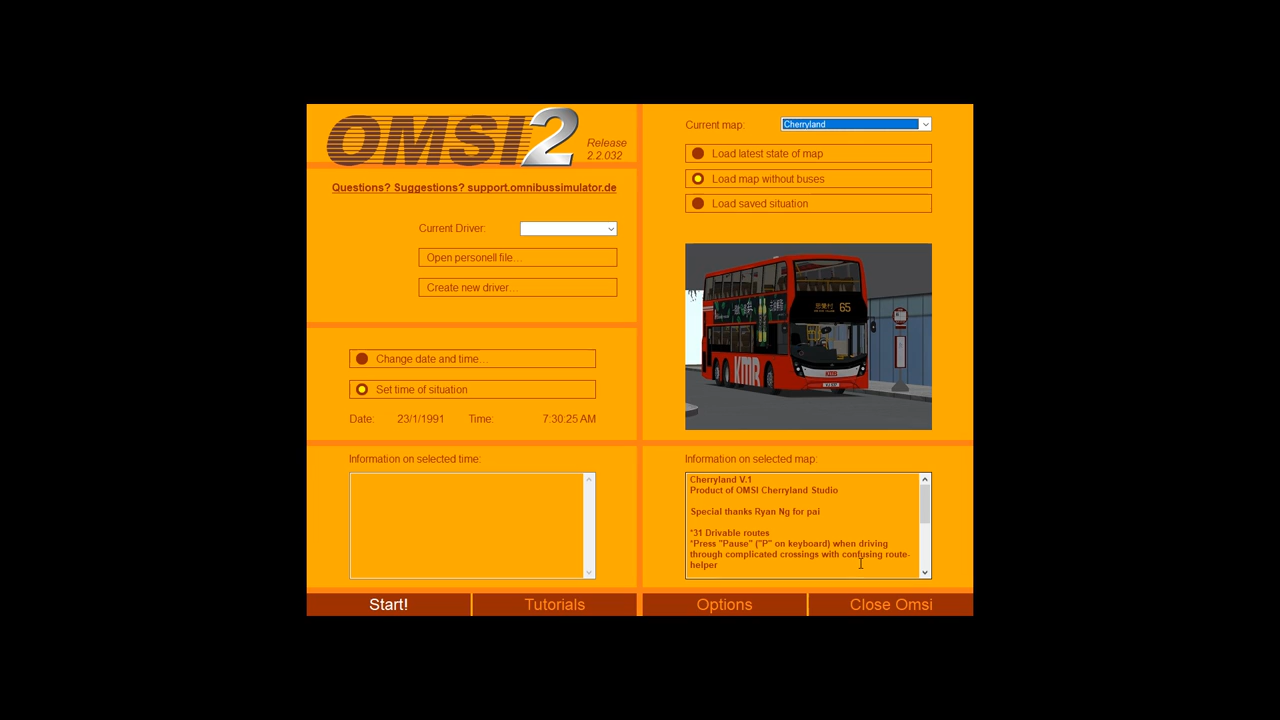 OMSI 2
Release
2.2.032
Questions? Suggestions? support.omnibussimulator.de
Current Driver:
Open personell file...
Create new driver...
Change date and time...
Set time of situation
Date: 23/1/1991 Time: 7:30:25 AM
Information on selected time:
Current map: Cherryland
Load latest state of map
Load map without buses
Load saved situation
65
KMB
Information on selected map:
Cherryland V.1
Product of OMSI Cherryland Studio
Special thanks Ryan Ng for pai
*31 Drivable routes
*Press "Pause" ("P" on keyboard) when driving
through complicated crossings with confusing route-
helper
Start!
Tutorials
Options
Close Omsi